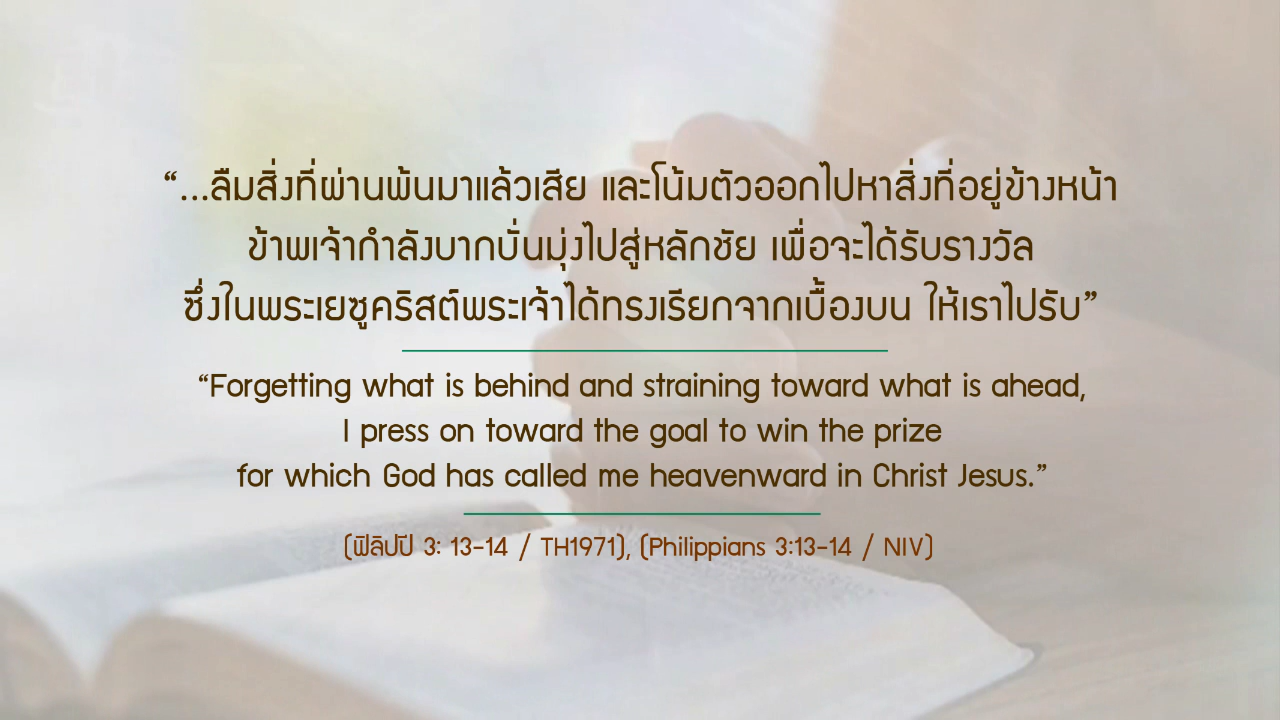 “...ลืมสิ่งที่ผ่านพ้นมาแล้วเสีย และโน้มตัวออกไปหาสิ่งที่อยู่ข้างหน้า
ข้าพเจ้ากำลังบากบั่นมุ่งไปสู่หลักชัย เพื่อจะได้รับรางวัล
ซึ่งในพระเยซูคริสต์พระเจ้าได้ทรงเรียกจากเบื้องบน ให้เราไปรับ”
“Forgetting what is behind and straining toward what is ahead,
I press on toward the goal to win the prize
for which God has called me heavenward in Christ Jesus.”
(ฟิลิปปี 3: 13-14 / TH1971), (Philippians 3:13-14 / NIV)